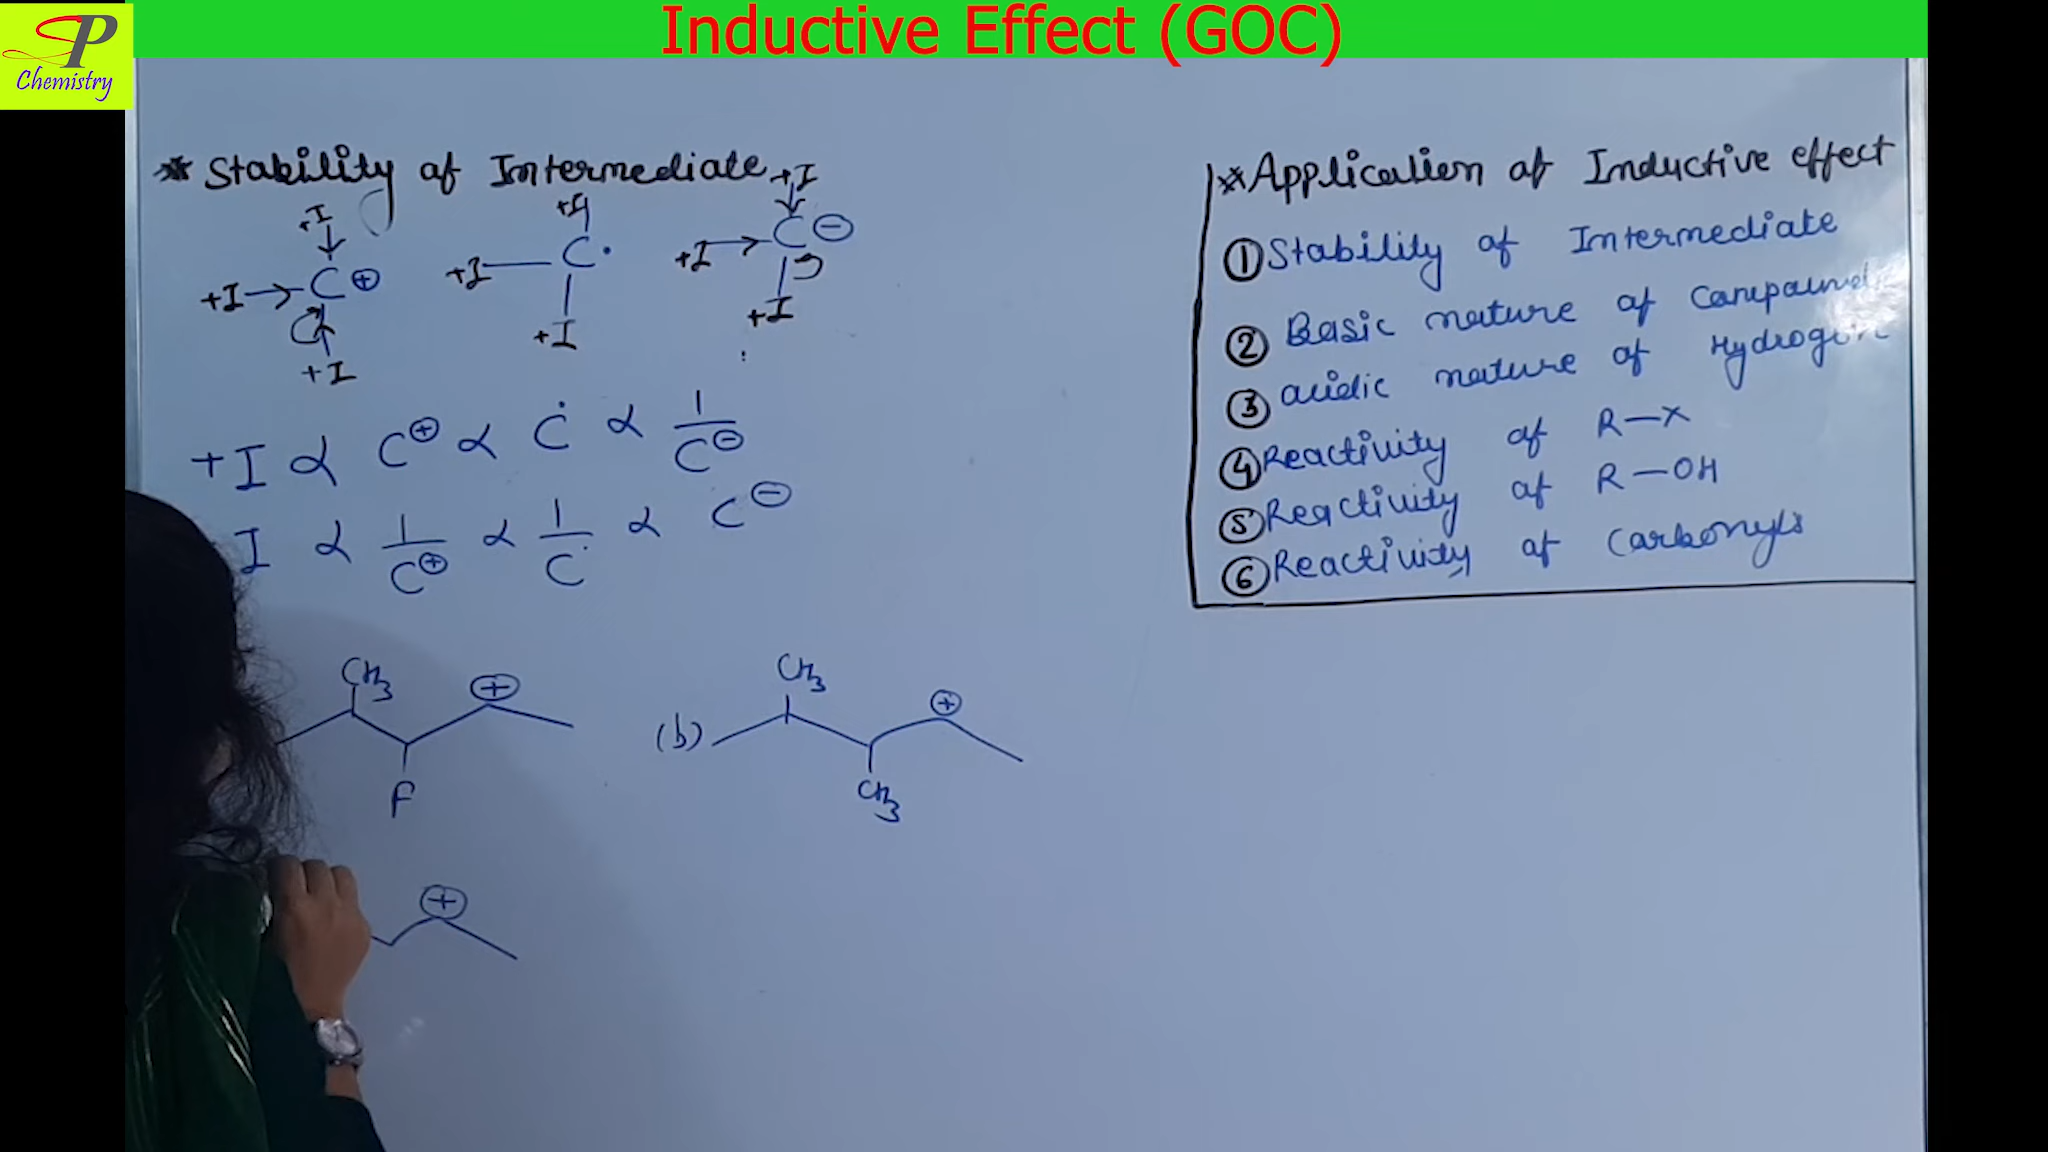 Inductive Effect (GOC)
SP
Chemistry
* Stability of Intermediate
+I
+I
+I
+I → C ⊕
+I
+I — C •
+I
+I
+I → C ⊖
+I
+I ∝ C⊕ ∝ Ċ ∝ 1/C⊖
I ∝ 1/C⊕ ∝ 1/Ċ ∝ C⊖
CH3
⊕
F
(b)
CH3
⊕
CH3
⊕
* Application of Inductive effect
① Stability of Intermediate
② Basic nature of Compound
③ acidic nature of Hydrogen
④ Reactivity of R—X
⑤ Reactivity of R—OH
⑥ Reactivity of Carbonyls